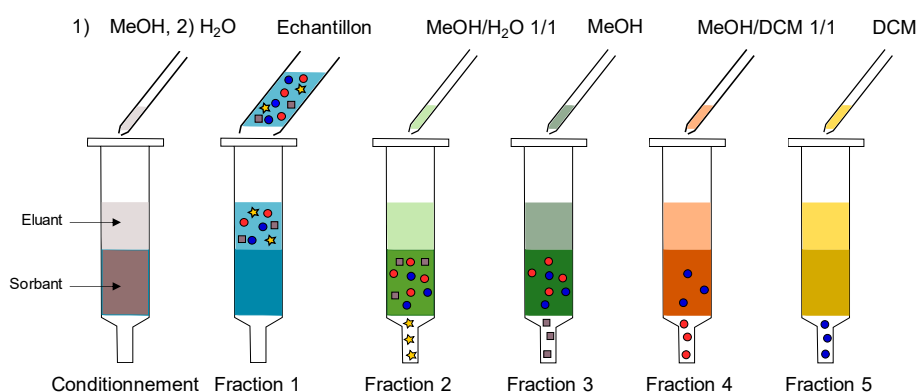 1) MeOH, 2) H₂O Echantillon MeOH/H₂O 1/1 MeOH MeOH/DCM 1/1 DCM
Eluant
Sorbant
Conditionnement Fraction 1 Fraction 2 Fraction 3 Fraction 4 Fraction 5